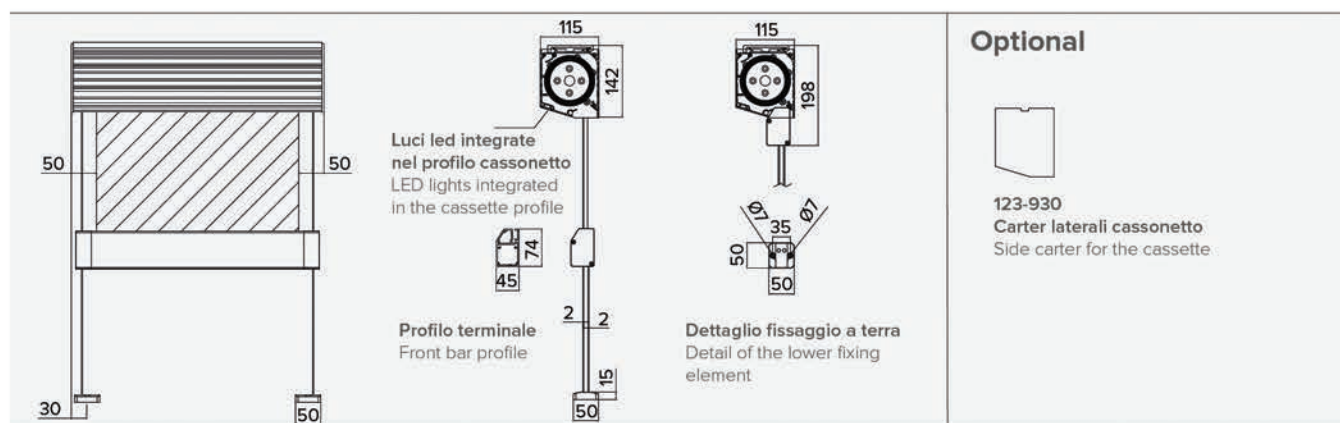 50
50
30
50
115
142
Luci led integrate
nel profilo cassonetto
LED lights integrated
in the cassette profile
74
45
Profilo terminale
Front bar profile
2
2
15
50
115
198
Ø7
Ø7
35
50
50
Dettaglio fissaggio a terra
Detail of the lower fixing
element
Optional
123-930
Carter laterali cassonetto
Side carter for the cassette